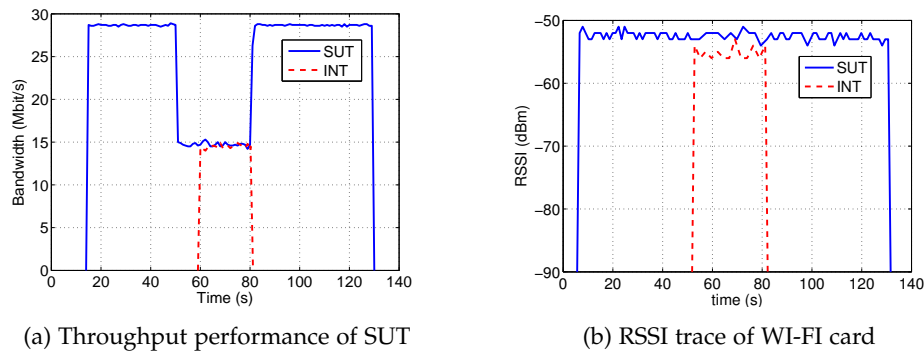 30
25
20
15
10
5
0
0 20 40 60 80 100 120 140
Bandwidth (Mbit/s)
Time (s)
SUT
INT
(a) Throughput performance of SUT
−50
−60
−70
−80
−90
0 20 40 60 80 100 120 140
RSSI (dBm)
time (s)
SUT
INT
(b) RSSI trace of WI-FI card